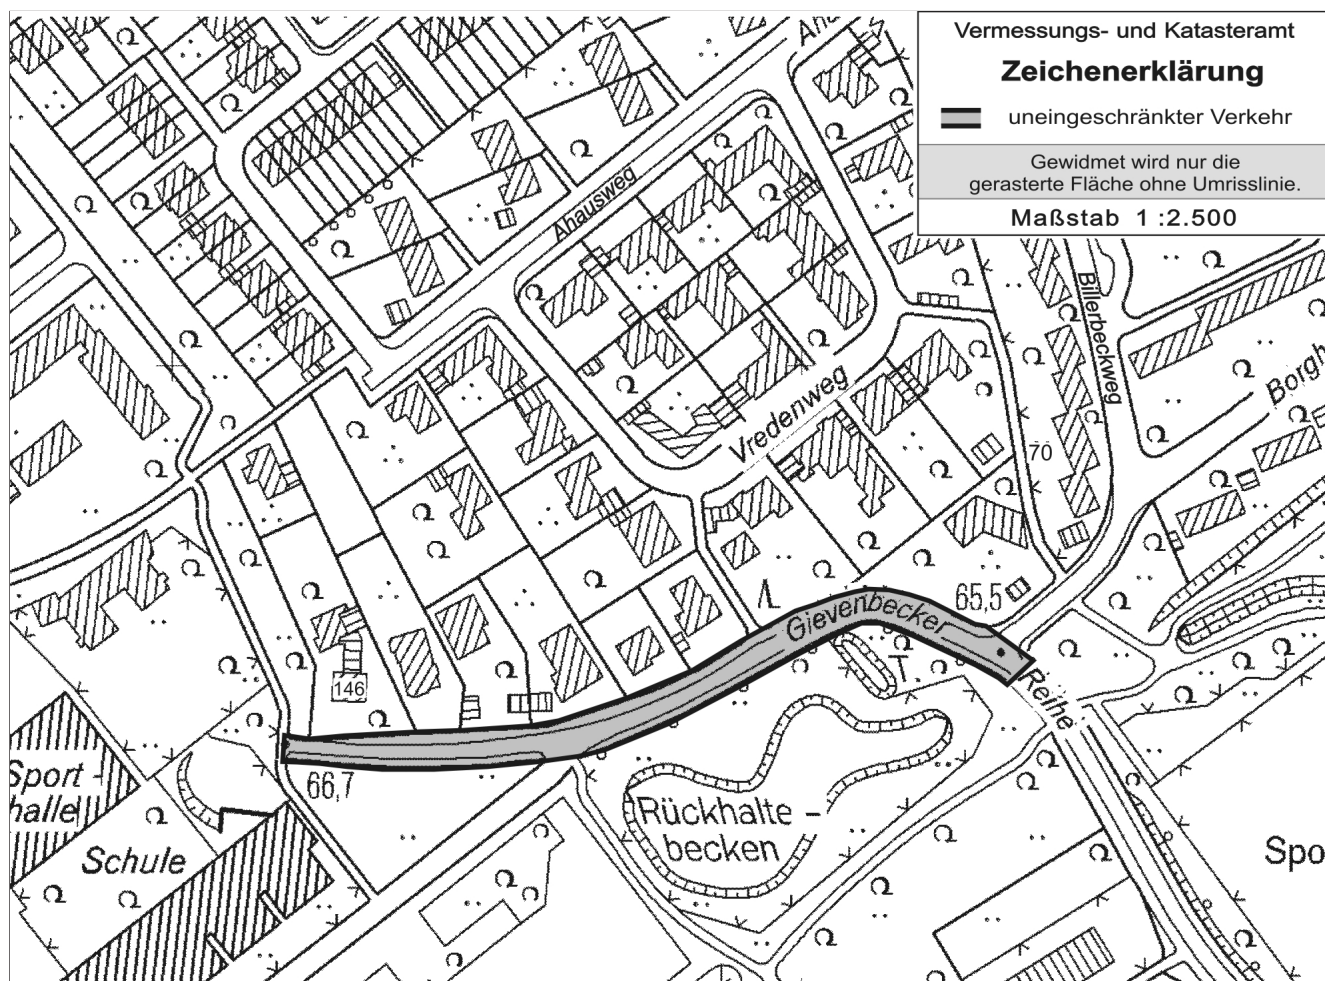 Vermessungs- und Katasteramt
Zeichenerklärung
uneingeschränkter Verkehr
Gewidmet wird nur die
gerasterte Fläche ohne Umrisslinie.
Maßstab 1 :2.500
Ahausweg
Billerbeckweg
Vredenweg
70
Gievenbecker
65,5
Reihe
146
66,7
Sport -
halle
Schule
Rückhalte -
becken